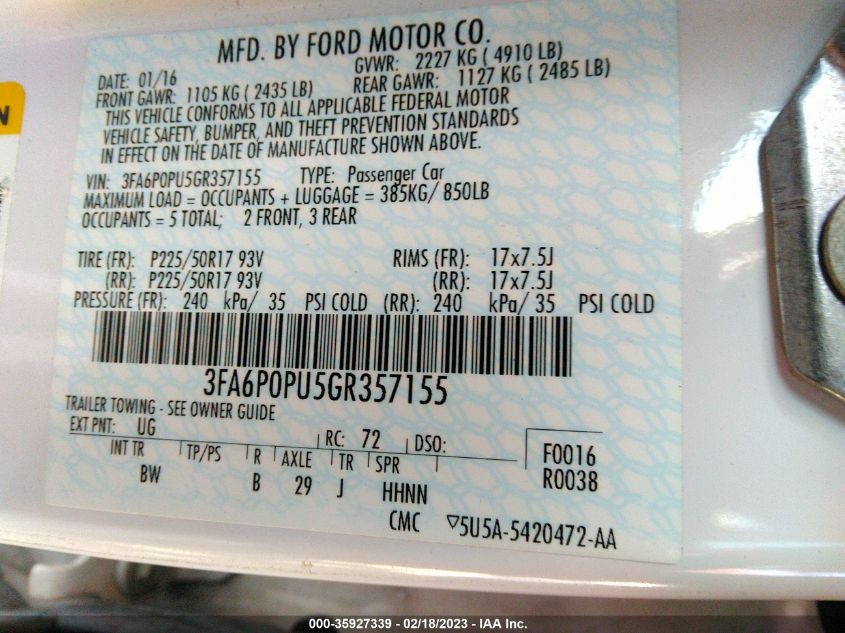 MFD. BY FORD MOTOR CO.
DATE: 01/16 GVWR: 2227 KG ( 4910 LB)
FRONT GAWR: 1105 KG ( 2435 LB) REAR GAWR: 1127 KG ( 2485 LB)
THIS VEHICLE CONFORMS TO ALL APPLICABLE FEDERAL MOTOR
VEHICLE SAFETY, BUMPER, AND THEFT PREVENTION STANDARDS
IN EFFECT ON THE DATE OF MANUFACTURE SHOWN ABOVE.
VIN: 3FA6P0PU5GR357155 TYPE: Passenger Car
MAXIMUM LOAD = OCCUPANTS + LUGGAGE = 385KG/ 850LB
OCCUPANTS = 5 TOTAL; 2 FRONT, 3 REAR
TIRE (FR): P225/50R17 93V RIMS (FR): 17x7.5J
(RR): P225/50R17 93V (RR): 17x7.5J
PRESSURE (FR): 240 kPa/ 35 PSI COLD (RR): 240 kPa/ 35 PSI COLD
3FA6P0PU5GR357155
TRAILER TOWING - SEE OWNER GUIDE
EXT PNT: UG RC: 72 DSO: F0016
INT TR TP/PS R AXLE TR SPR R0038
BW B 29 J HHNN
CMC ▽5U5A-5420472-AA
N
000-35927339 - 02/18/2023 - IAA Inc.